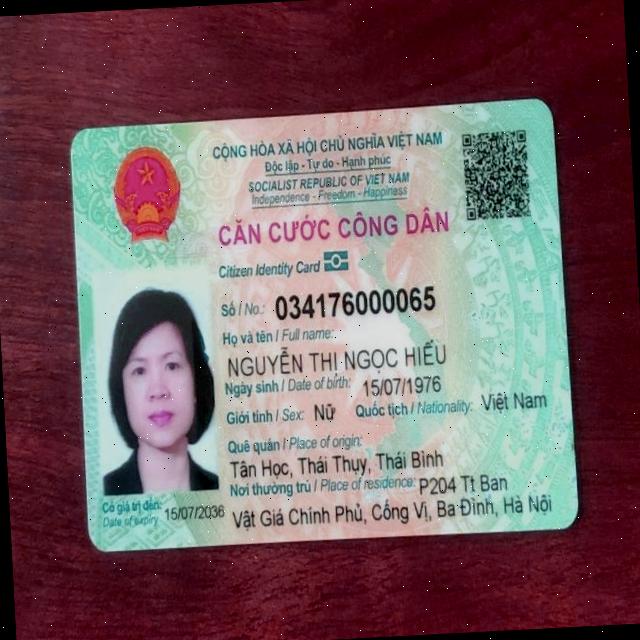 CỘNG HÒA XÃ HỘI CHỦ NGHĨA VIỆT NAM
Độc lập - Tự do - Hạnh phúc
SOCIALIST REPUBLIC OF VIET NAM
Independence - Freedom - Happiness
CĂN CƯỚC CÔNG DÂN
Citizen Identity Card
Số / No.: 034176000065
Họ và tên / Full name:
NGUYỄN THỊ NGỌC HIẾU
Ngày sinh / Date of birth: 15/07/1976
Giới tính / Sex: Nữ Quốc tịch / Nationality: Việt Nam
Quê quán / Place of origin:
Tân Học, Thái Thụy, Thái Bình
Nơi thường trú / Place of residence: P204 Tt Ban
Vật Giá Chính Phủ, Cống Vị, Ba Đình, Hà Nội
Có giá trị đến: 15/07/2036
Date of expiry